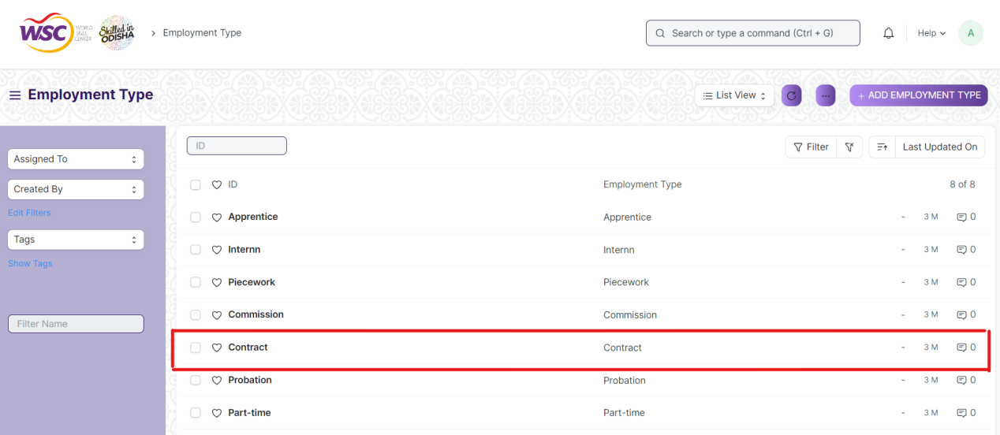 WSC WORLD SKILL CENTER Skilled in ODISHA > Employment Type Search or type a command (Ctrl + G) Help A
Employment Type List View ... + ADD EMPLOYMENT TYPE
Assigned To
Created By
Edit Filters
Tags
Show Tags
Filter Name
ID Filter Last Updated On
ID Employment Type 8 of 8
Apprentice Apprentice - 3 M 0
Internn Internn - 3 M 0
Piecework Piecework - 3 M 0
Commission Commission - 3 M 0
Contract Contract - 3 M 0
Probation Probation - 3 M 0
Part-time Part-time - 3 M 0